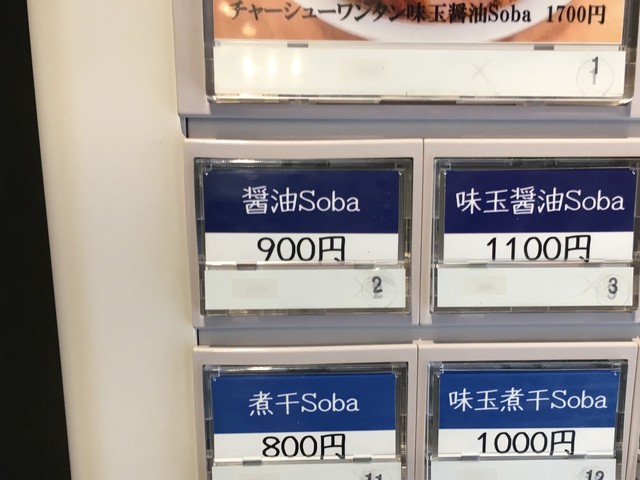 チャーシューワンタン味玉醤油Soba 1700円
1
醤油Soba
900円
2
味玉醤油Soba
1100円
3
煮干Soba
800円
11
味玉煮干Soba
1000円
12